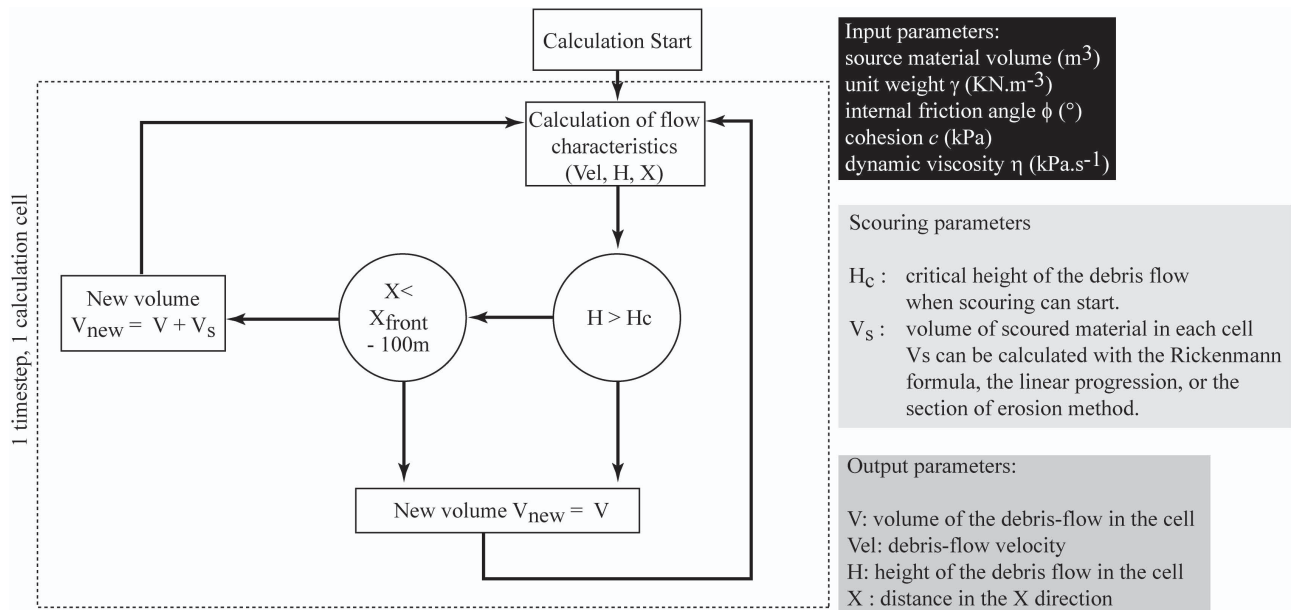 Calculation Start
1 timestep, 1 calculation cell
Calculation of flow
characteristics
(Vel, H, X)
H > Hc
X<
Xfront
- 100m
New volume
Vnew = V + Vs
New volume Vnew = V
Input parameters:
source material volume (m3)
unit weight γ (KN.m-3)
internal friction angle ϕ (°)
cohesion c (kPa)
dynamic viscosity η (kPa.s-1)
Scouring parameters
Hc : critical height of the debris flow
when scouring can start.
Vs : volume of scoured material in each cell
Vs can be calculated with the Rickenmann
formula, the linear progression, or the
section of erosion method.
Output parameters:
V: volume of the debris-flow in the cell
Vel: debris-flow velocity
H: height of the debris flow in the cell
X : distance in the X direction